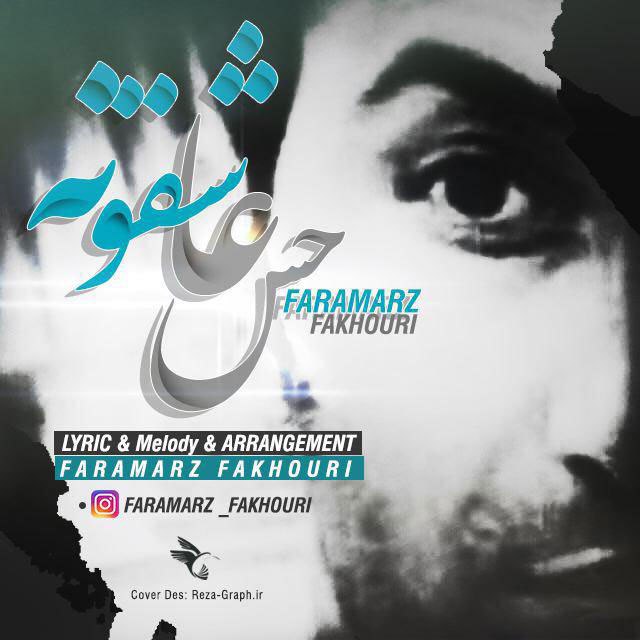 حس عاشقونه
FARAMARZ
FAKHOURI
LYRIC & Melody & ARRANGEMENT
FARAMARZ FAKHOURI
• FARAMARZ _FAKHOURI
Cover Des: Reza-Graph.ir